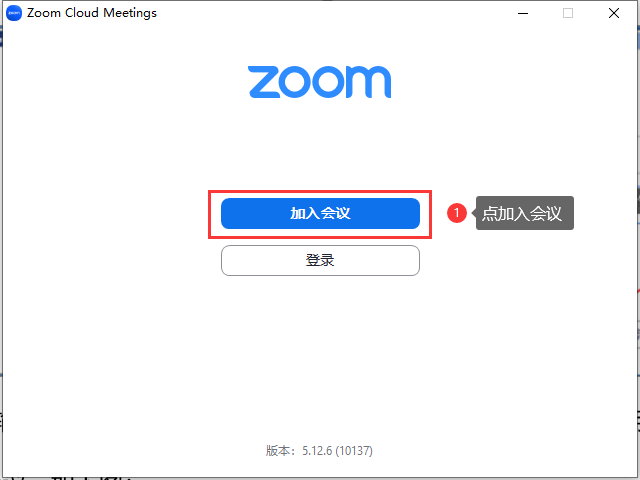 Zoom Cloud Meetings
zoom
加入会议
1 点加入会议
登录
版本：5.12.6 (10137)